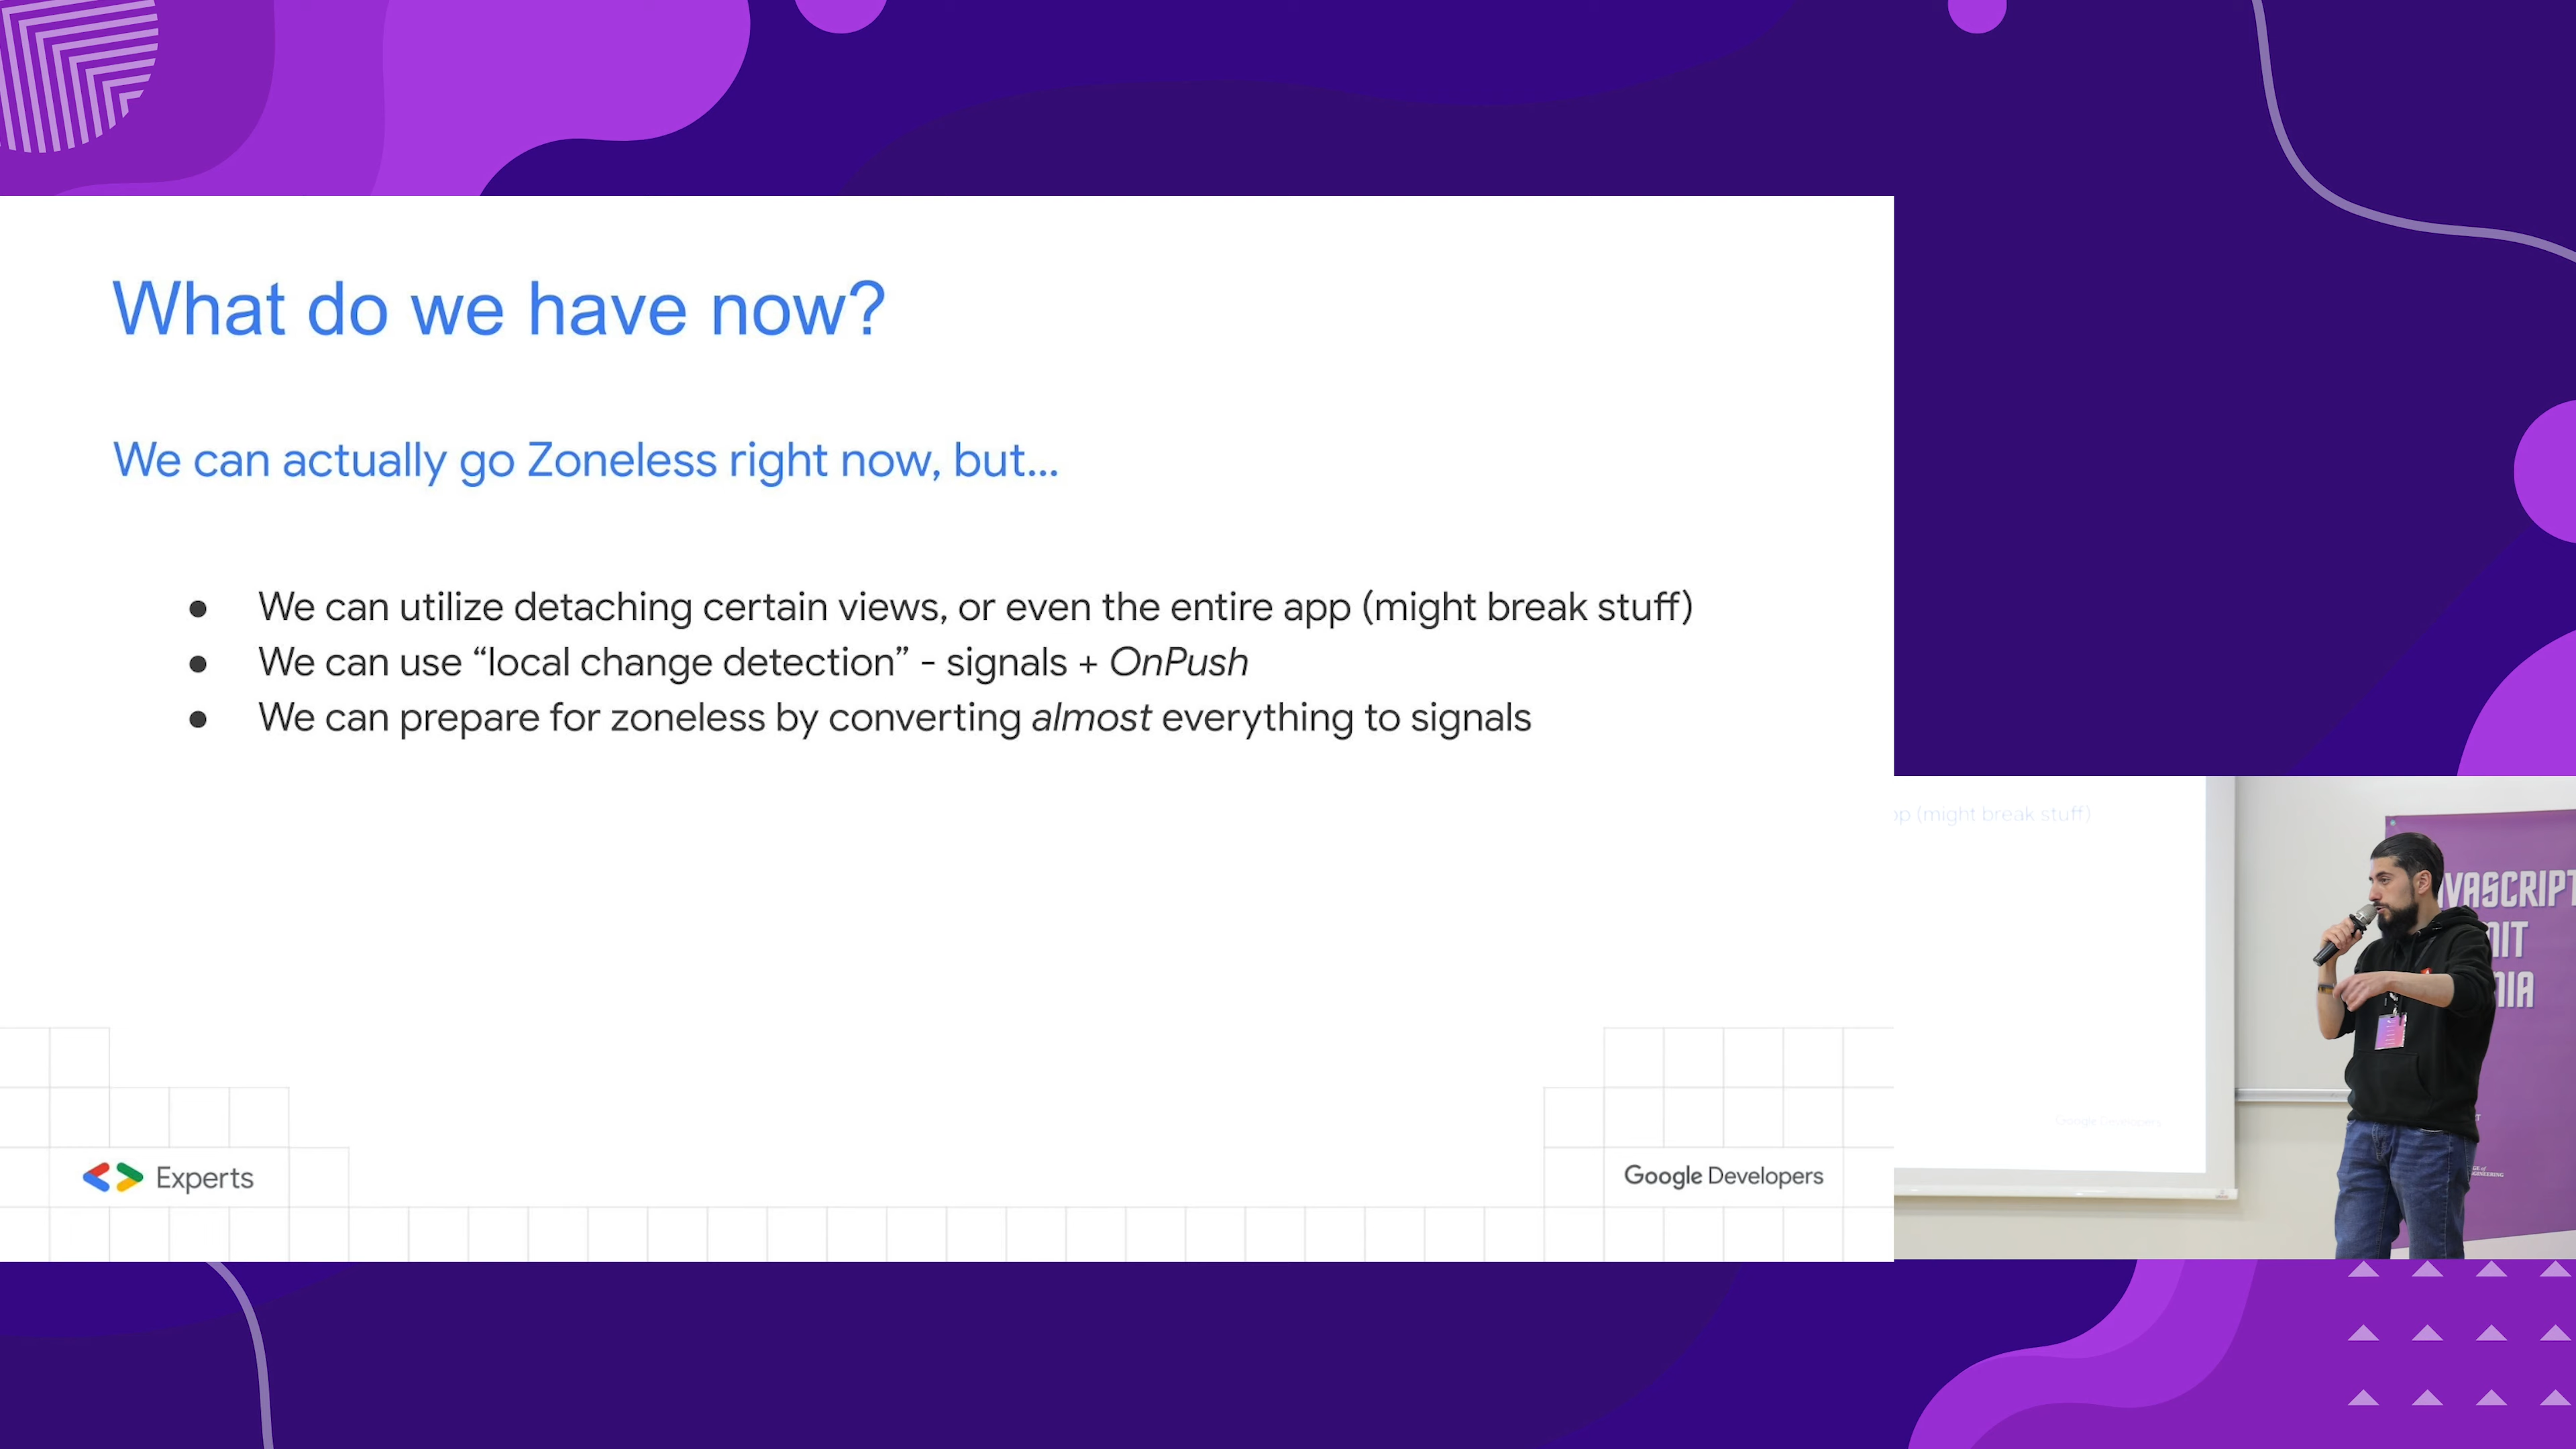 What do we have now?
We can actually go Zoneless right now, but...
● We can utilize detaching certain views, or even the entire app (might break stuff)
● We can use “local change detection” - signals + OnPush
● We can prepare for zoneless by converting almost everything to signals
Experts
Google Developers
(might break stuff)
VASCRIPT